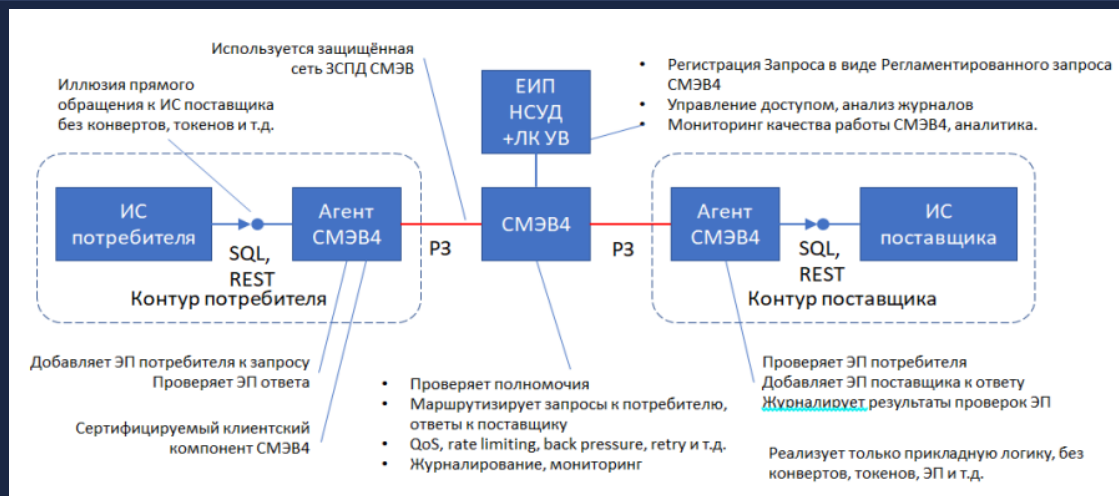 Используется защищённая
сеть ЗСПД СМЭВ
Иллюзия прямого
обращения к ИС поставщика
без конвертов, токенов и т.д.
ЕИП
НСУД
+ЛК УВ
• Регистрация Запроса в виде Регламентированного запроса
СМЭВ4
• Управление доступом, анализ журналов
• Мониторинг качества работы СМЭВ4, аналитика.
ИС
потребителя
SQL,
REST
Агент
СМЭВ4
Контур потребителя
РЗ
СМЭВ4
РЗ
Агент
СМЭВ4
SQL,
REST
ИС
поставщика
Контур поставщика
Добавляет ЭП потребителя к запросу
Проверяет ЭП ответа
Сертифицируемый клиентский
компонент СМЭВ4
• Проверяет полномочия
• Маршрутизирует запросы к потребителю,
ответы к поставщику
• QoS, rate limiting, back pressure, retry и т.д.
• Журналирование, мониторинг
Проверяет ЭП потребителя
Добавляет ЭП поставщика к ответу
Журналирует результаты проверок ЭП
Реализует только прикладную логику, без
конвертов, токенов, ЭП и т.д.